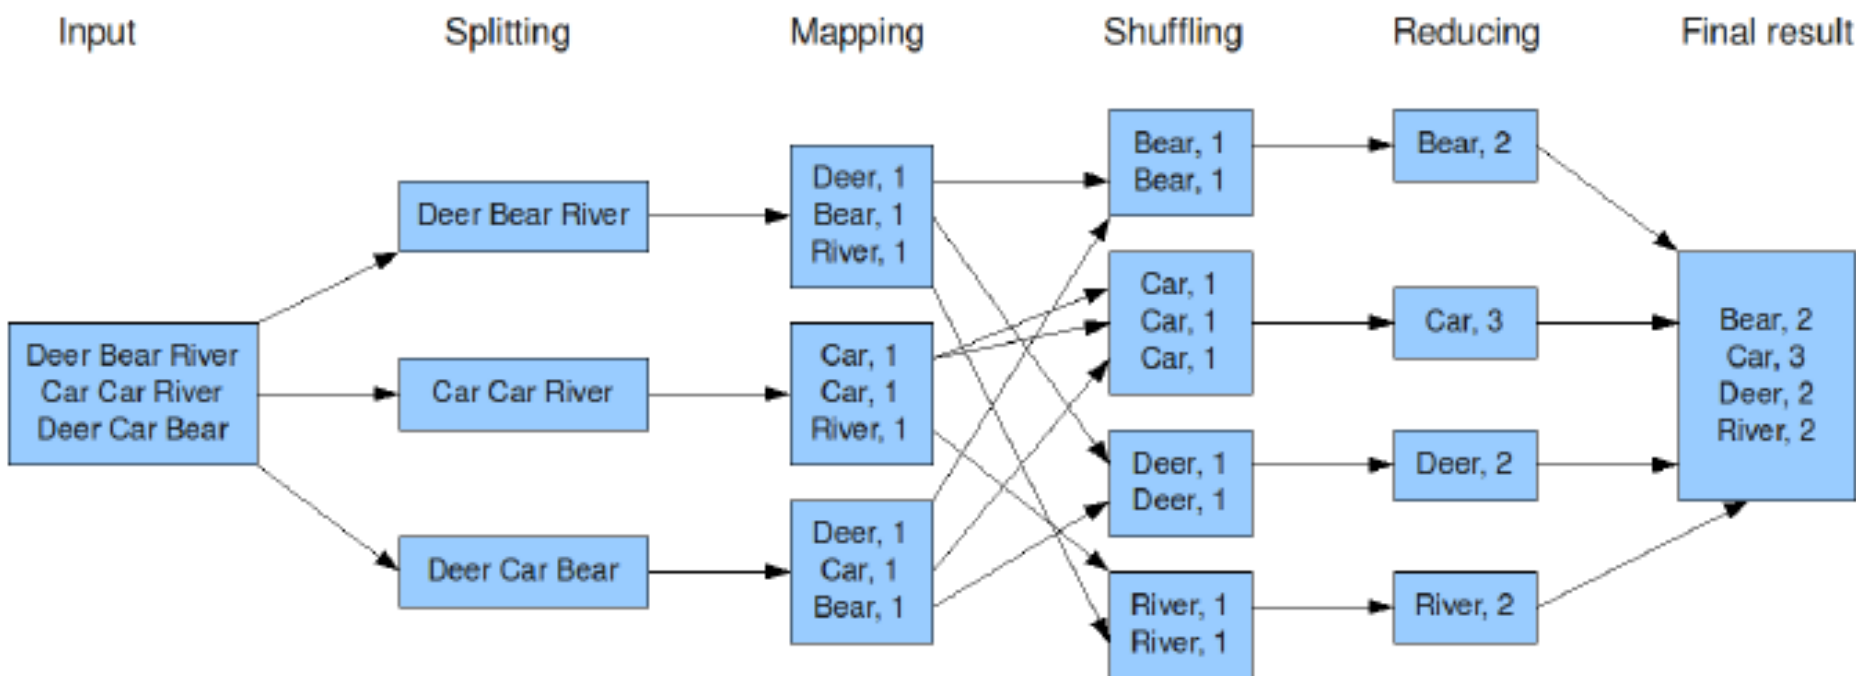 Input
Splitting
Mapping
Shuffling
Reducing
Final result
Deer Bear River
Car Car River
Deer Car Bear
Deer Bear River
Car Car River
Deer Car Bear
Deer, 1
Bear, 1
River, 1
Car, 1
Car, 1
River, 1
Deer, 1
Car, 1
Bear, 1
Bear, 1
Bear, 1
Car, 1
Car, 1
Car, 1
Deer, 1
Deer, 1
River, 1
River, 1
Bear, 2
Car, 3
Deer, 2
River, 2
Bear, 2
Car, 3
Deer, 2
River, 2